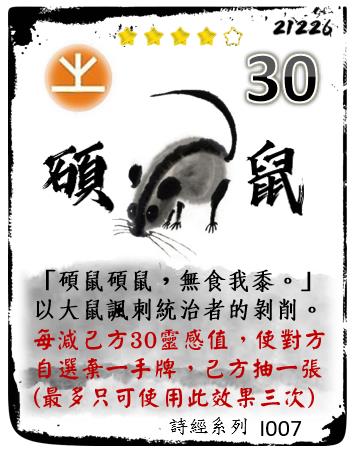 21226
30
碩鼠
「碩鼠碩鼠，無食我黍。」
以大鼠諷刺統治者的剝削。
每減己方30靈感值，使對方
自選棄一手牌，己方抽一張
(最多只可使用此效果三次)
詩經系列 I007